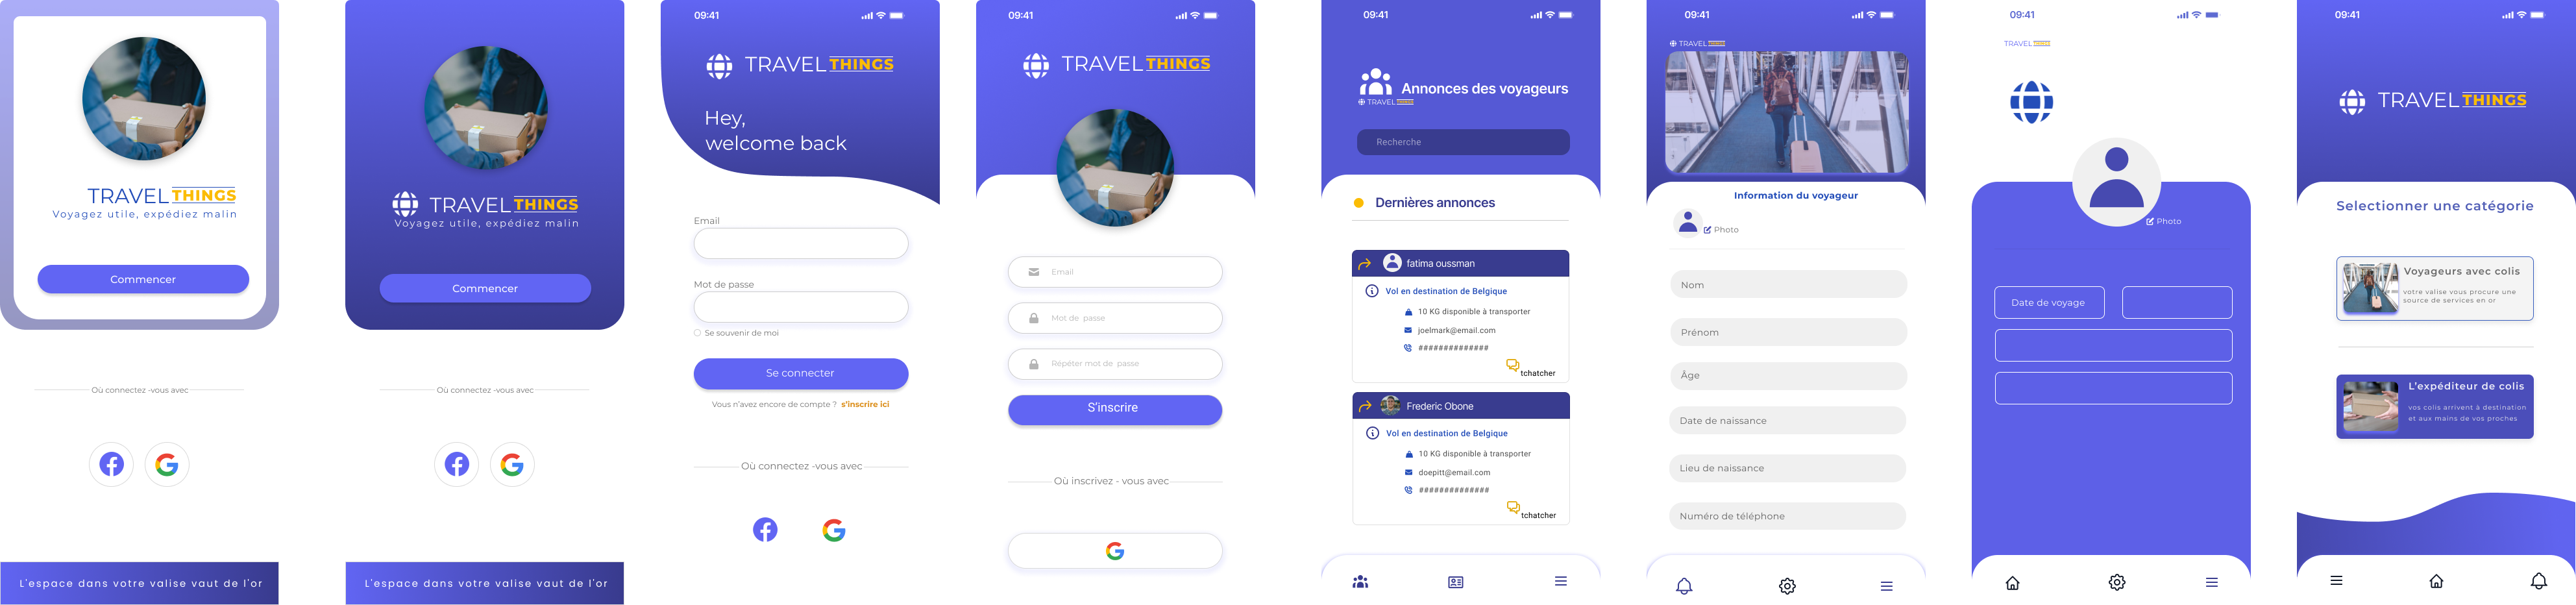 TRAVEL THINGS
Voyagez utile, expédiez malin
Commencer
Où connectez -vous avec
L'espace dans votre valise vaut de l'or
TRAVEL THINGS
Voyagez utile, expédiez malin
Commencer
Où connectez -vous avec
L'espace dans votre valise vaut de l'or
09:41
TRAVEL THINGS
Hey,
welcome back
Email
Mot de passe
Se souvenir de moi
Se connecter
Vous n'avez encore de compte ? s'inscrire ici
Où connectez -vous avec
09:41
TRAVEL THINGS
Email
Mot de passe
Répéter mot de passe
S'inscrire
Où inscrivez - vous avec
09:41
Annonces des voyageurs
TRAVEL THINGS
Recherche
Dernières annonces
fatima oussman
Vol en destination de Belgique
10 KG disponible à transporter
joelmark@email.com
##############
tchatcher
Frederic Obone
Vol en destination de Belgique
10 KG disponible à transporter
doepitt@email.com
##############
tchatcher
09:41
TRAVEL THINGS
Information du voyageur
Photo
Nom
Prénom
Âge
Date de naissance
Lieu de naissance
Numéro de téléphone
09:41
TRAVEL THINGS
Photo
Date de voyage
09:41
TRAVEL THINGS
Selectionner une catégorie
Voyageurs avec colis
votre valise vous procure une
source de services en or
L'expéditeur de colis
vos colis arrivent à destination
et aux mains de vos proches